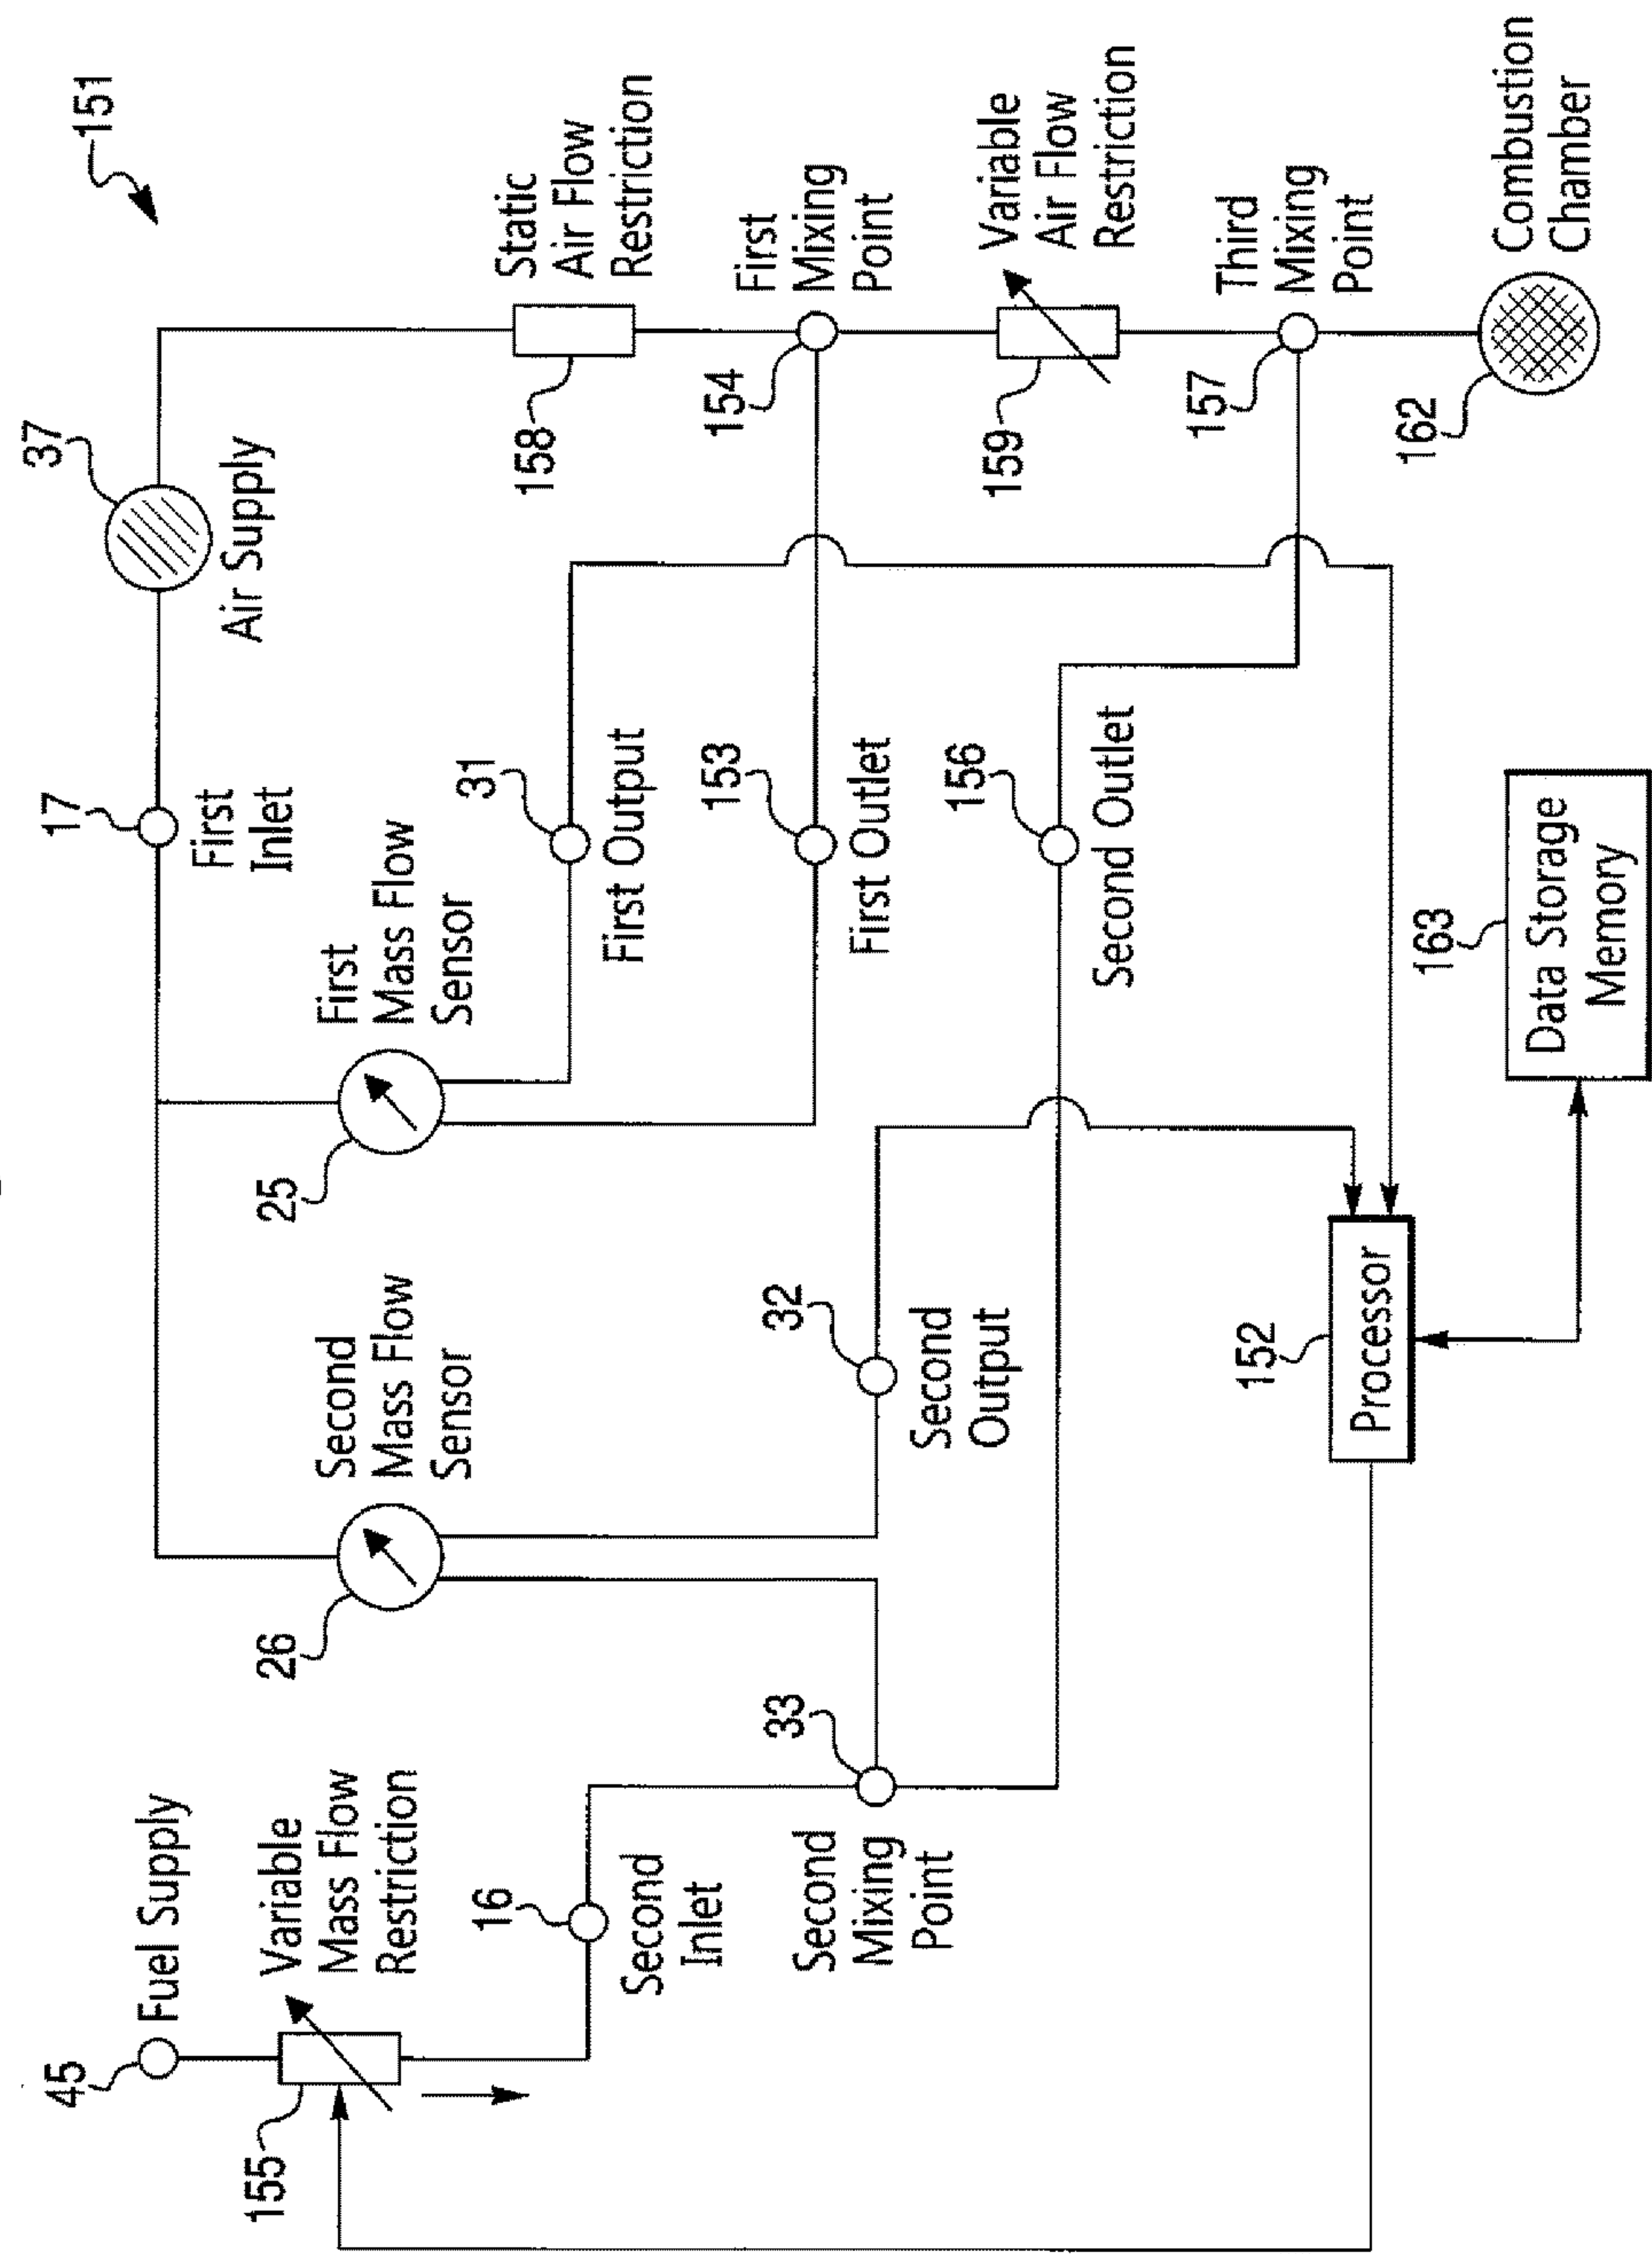 151
37
Air Supply
17
First
Inlet
45
Fuel Supply
155
Variable
Mass Flow
Restriction
26
Second
Mass Flow
Sensor
25
First
Mass Flow
Sensor
158
Static
Air Flow
Restriction
16
Second
Inlet
31
First Output
154
First
Mixing
Point
33
Second
Mixing
Point
32
Second
Output
153
First Outlet
159
Variable
Air Flow
Restriction
156
Second Outlet
157
Third
Mixing
Point
152
Processor
163
Data Storage
Memory
162
Combustion
Chamber